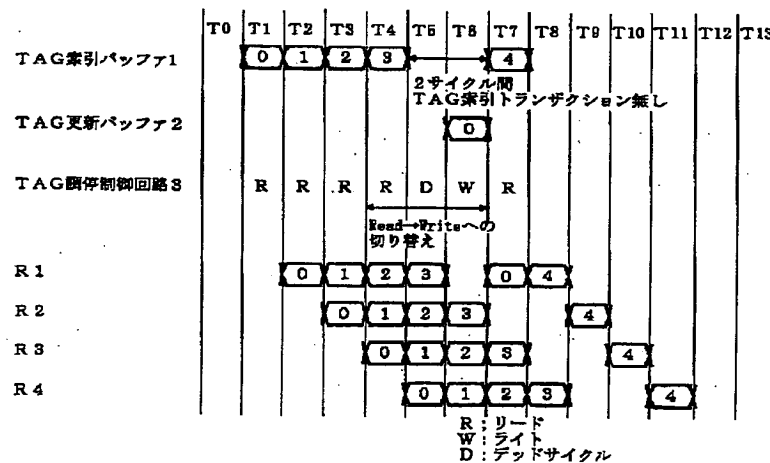 T0 T1 T2 T3 T4 T5 T6 T7 T8 T9 T10 T11 T12 T13
TAG索引バッファ1 0 1 2 3 4
2サイクル間
TAG索引トランザクション無し
TAG更新バッファ2 0
TAG調停制御回路3 R R R R D W R
Read→Writeへの
切り替え
R1 0 1 2 3 0 4
R2 0 1 2 3 4
R3 0 1 2 3 4
R4 0 1 2 3 4
R:リード
W:ライト
D:デッドサイクル